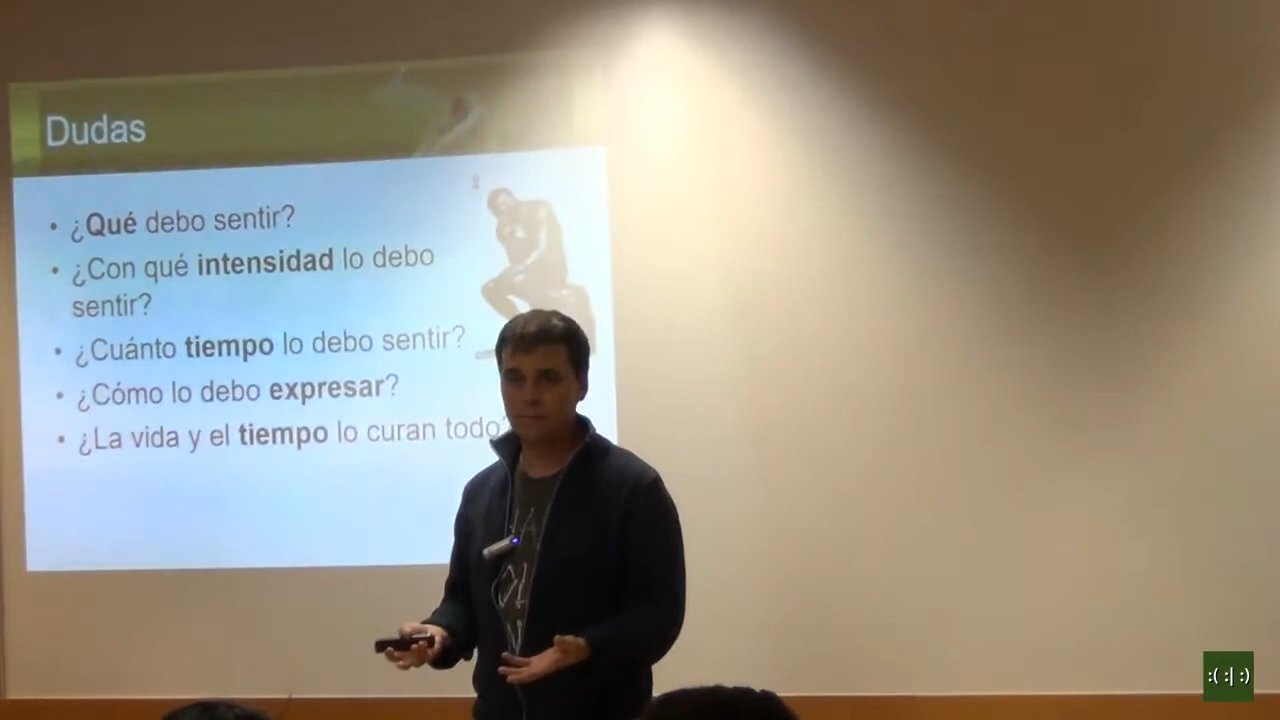 Dudas
• ¿Qué debo sentir?
• ¿Con qué intensidad lo debo
sentir?
• ¿Cuánto tiempo lo debo sentir?
• ¿Cómo lo debo expresar?
• ¿La vida y el tiempo lo curan todo?
:( :| :)